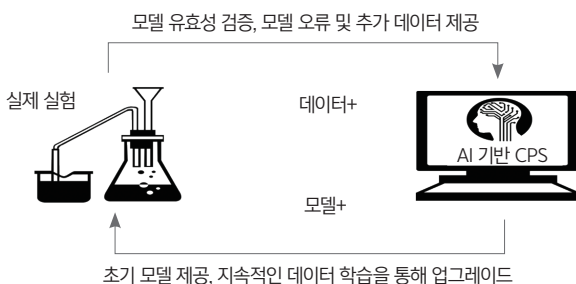 모델 유효성 검증, 모델 오류 및 추가 데이터 제공
실제 실험
데이터+
AI 기반 CPS
모델+
초기 모델 제공, 지속적인 데이터 학습을 통해 업그레이드